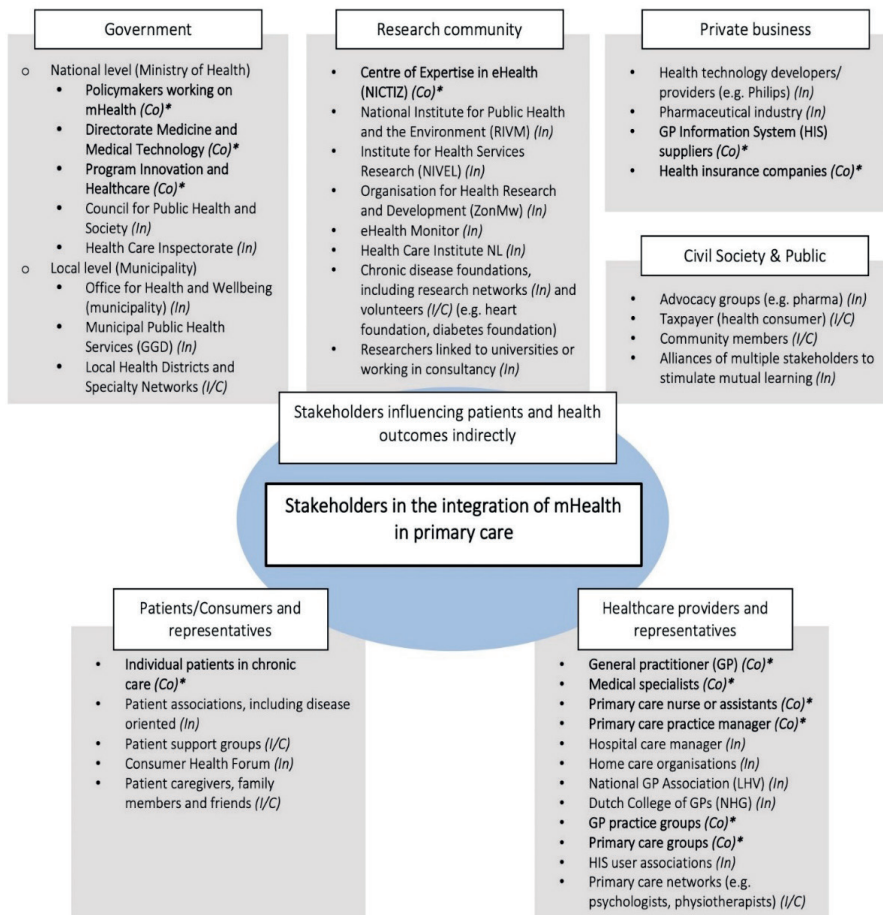 Government
o National level (Ministry of Health)
• Policymakers working on
mHealth (Co)*
• Directorate Medicine and
Medical Technology (Co)*
• Program Innovation and
Healthcare (Co)*
• Council for Public Health and
Society (In)
• Health Care Inspectorate (In)
o Local level (Municipality)
• Office for Health and Wellbeing
(municipality) (In)
• Municipal Public Health
Services (GGD) (In)
• Local Health Districts and
Specialty Networks (I/C)
Research community
• Centre of Expertise in eHealth
(NICTIZ) (Co)*
• National Institute for Public Health
and the Environment (RIVM) (In)
• Institute for Health Services
Research (NIVEL) (In)
• Organisation for Health Research
and Development (ZonMw) (In)
• eHealth Monitor (In)
• Health Care Institute NL (In)
• Chronic disease foundations,
including research networks (In) and
volunteers (I/C) (e.g. heart
foundation, diabetes foundation)
• Researchers linked to universities or
working in consultancy (In)
Private business
• Health technology developers/
providers (e.g. Philips) (In)
• Pharmaceutical industry (In)
• GP Information System (HIS)
suppliers (Co)*
• Health insurance companies (Co)*
Civil Society & Public
• Advocacy groups (e.g. pharma) (In)
• Taxpayer (health consumer) (I/C)
• Community members (I/C)
• Alliances of multiple stakeholders to
stimulate mutual learning (In)
Stakeholders influencing patients and health
outcomes indirectly
Stakeholders in the integration of mHealth
in primary care
Patients/Consumers and
representatives
• Individual patients in chronic
care (Co)*
• Patient associations, including disease
oriented (In)
• Patient support groups (I/C)
• Consumer Health Forum (In)
• Patient caregivers, family
members and friends (I/C)
Healthcare providers and
representatives
• General practitioner (GP) (Co)*
• Medical specialists (Co)*
• Primary care nurse or assistants (Co)*
• Primary care practice manager (Co)*
• Hospital care manager (In)
• Home care organisations (In)
• National GP Association (LHV) (In)
• Dutch College of GPs (NHG) (In)
• GP practice groups (Co)*
• Primary care groups (Co)*
• HIS user associations (In)
• Primary care networks (e.g.
psychologists, physiotherapists) (I/C)